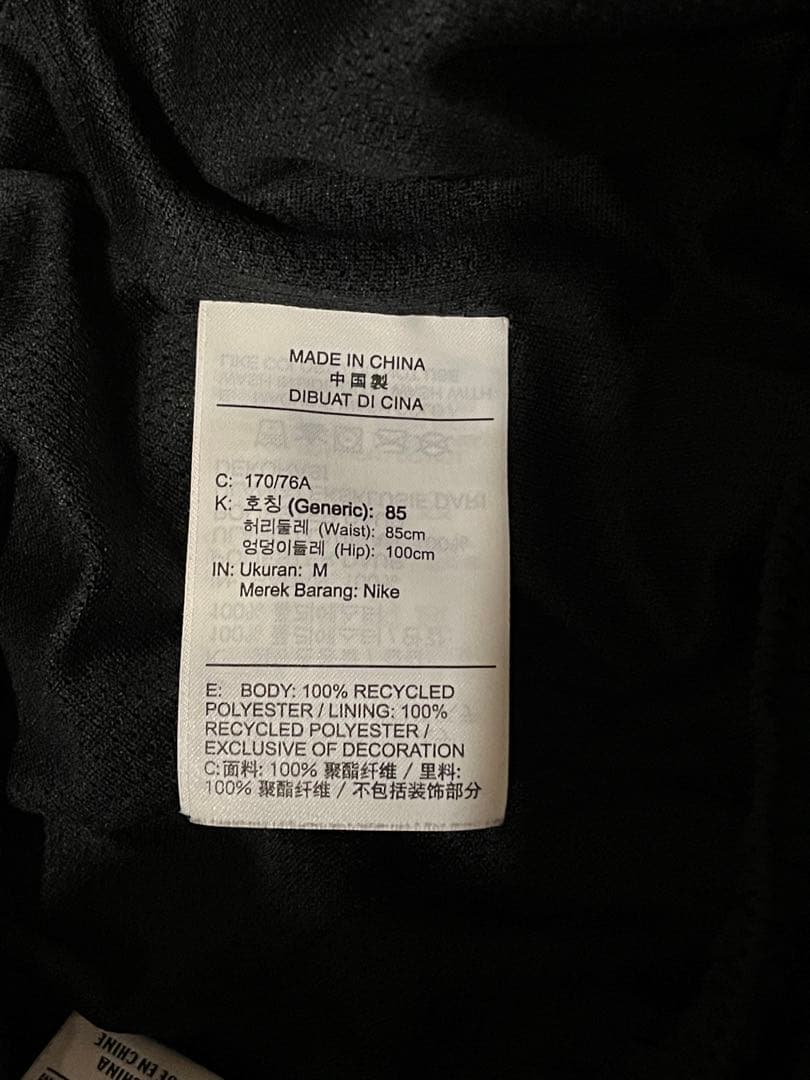 MADE IN CHINA
中国製
DIBUAT DI CINA
C: 170/76A
K: 호칭 (Generic): 85
허리둘레 (Waist): 85cm
엉덩이둘레 (Hip): 100cm
IN: Ukuran: M
Merek Barang: Nike
E: BODY: 100% RECYCLED
POLYESTER / LINING: 100%
RECYCLED POLYESTER /
EXCLUSIVE OF DECORATION
C:面料: 100% 聚酯纤维 / 里料:
100% 聚酯纤维 / 不包括装饰部分
CHINA
EN CHINE